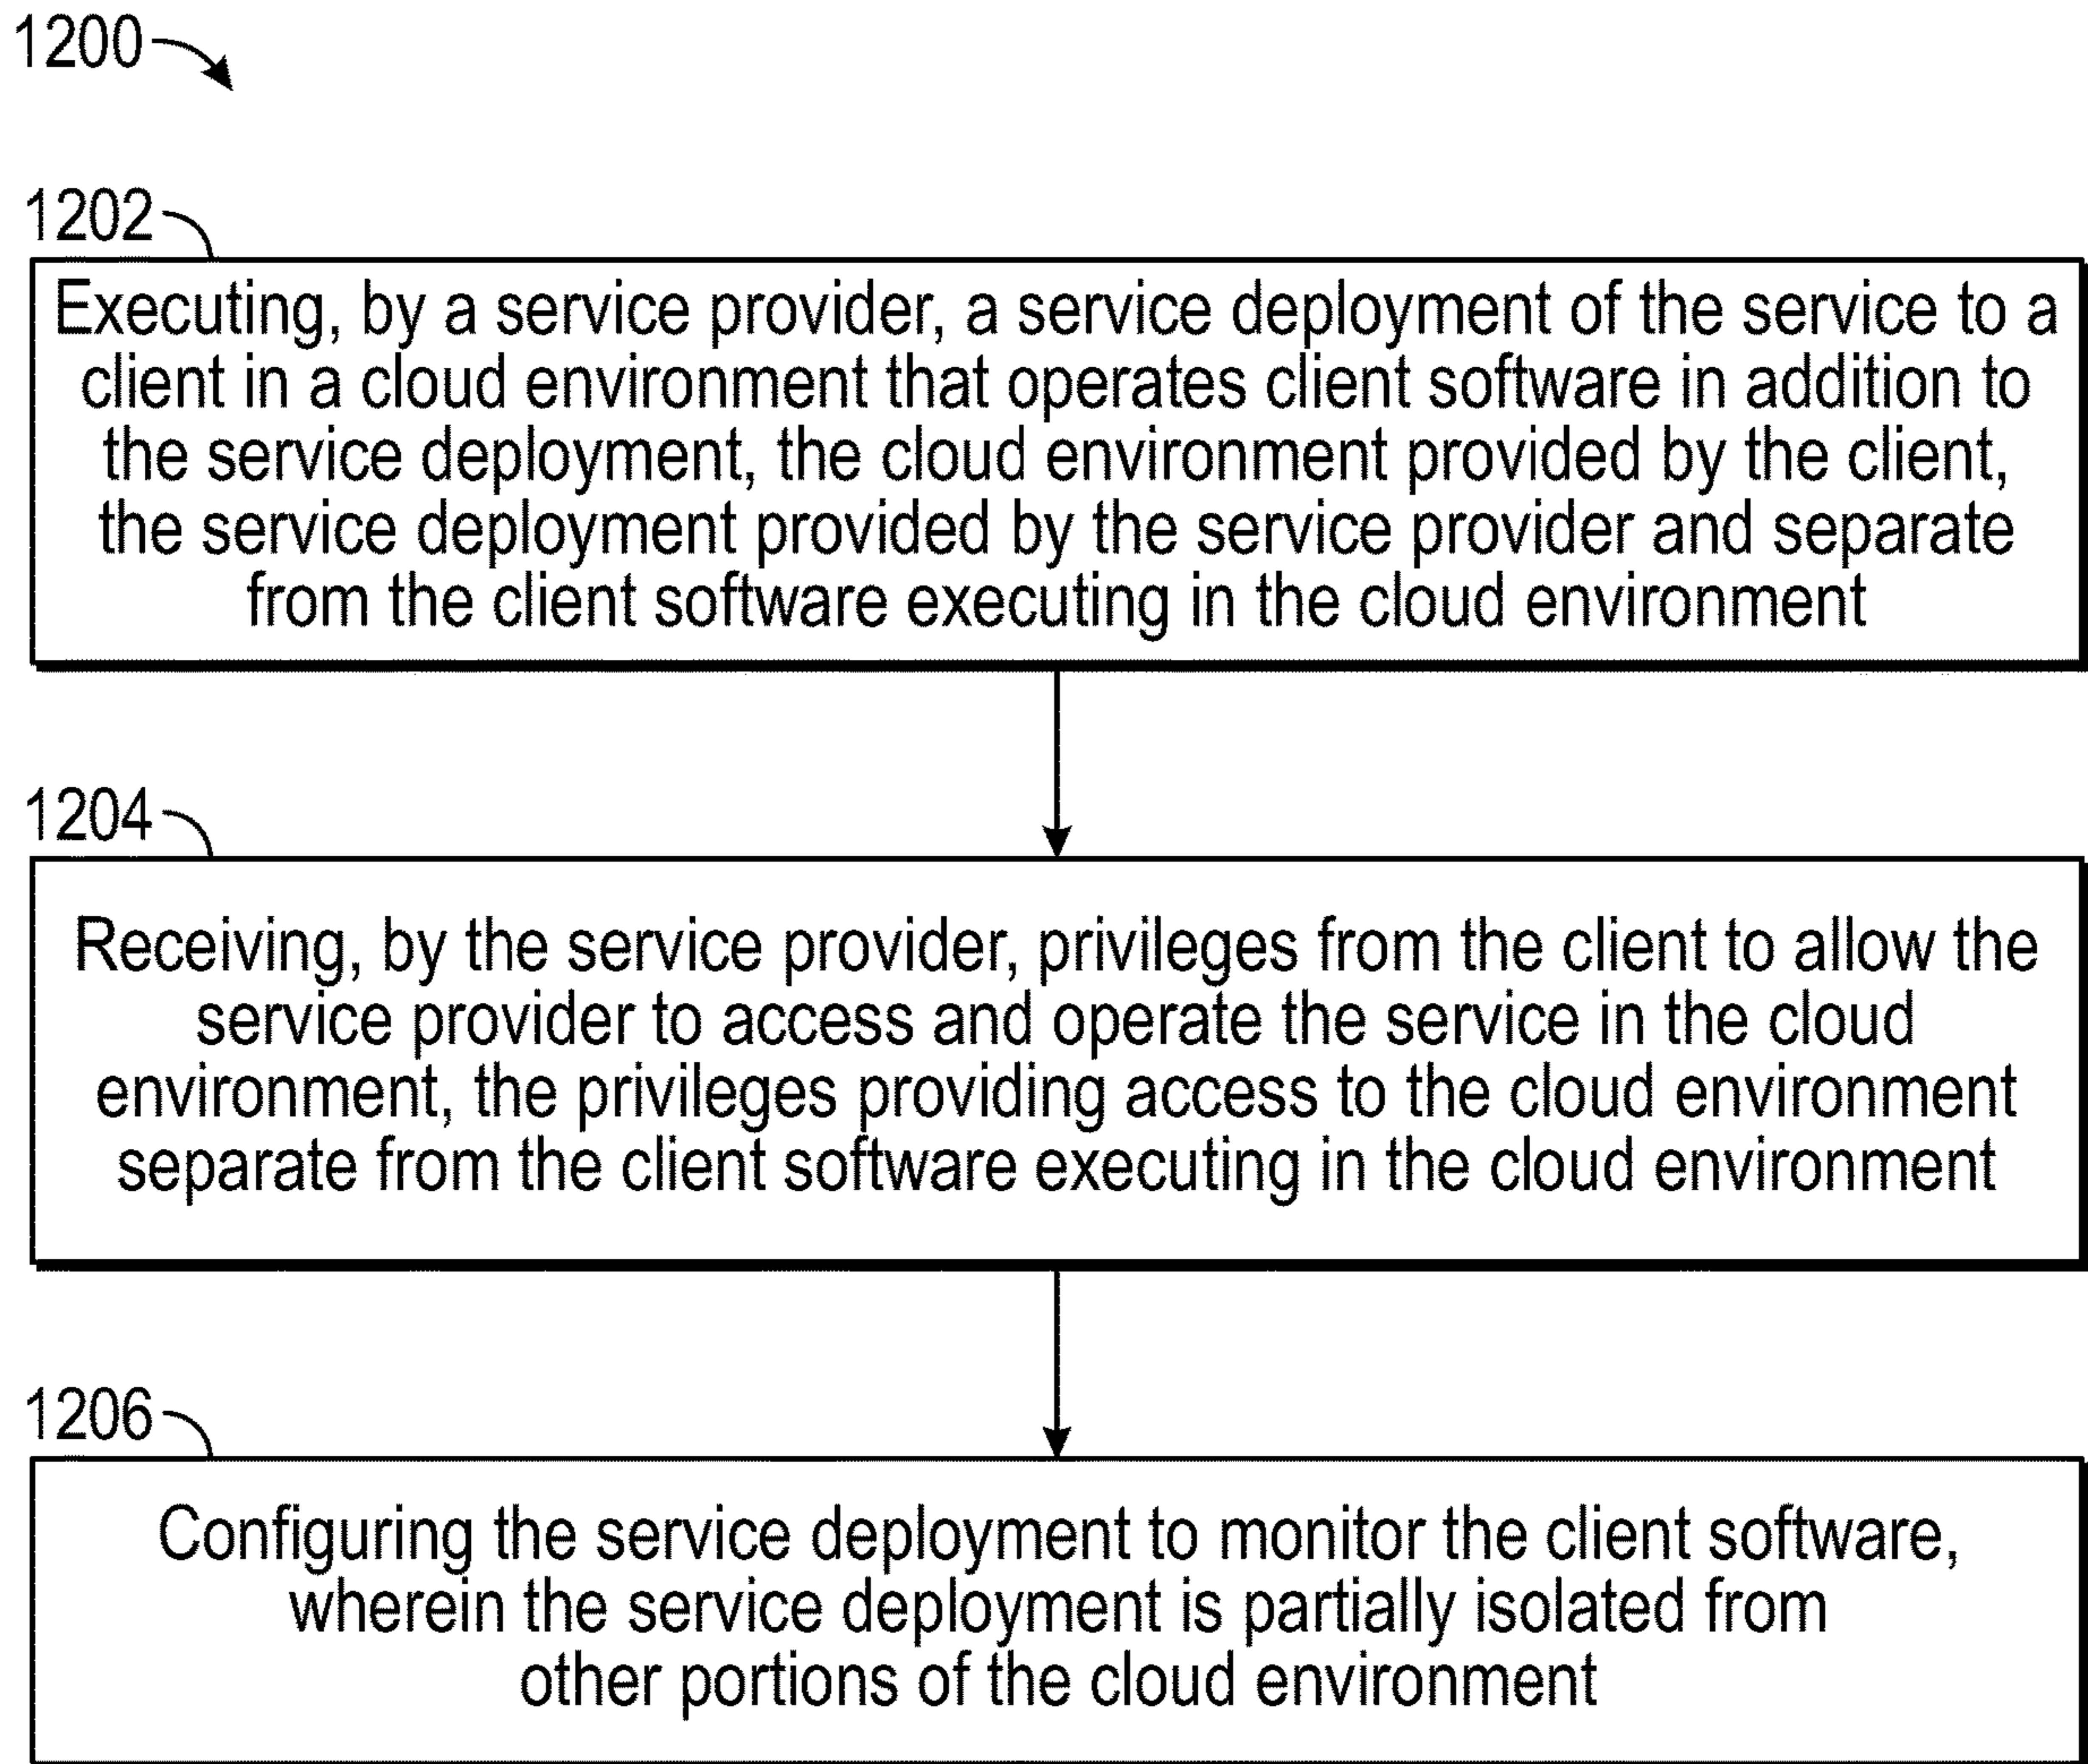 1200
1202
Executing, by a service provider, a service deployment of the service to a
client in a cloud environment that operates client software in addition to
the service deployment, the cloud environment provided by the client,
the service deployment provided by the service provider and separate
from the client software executing in the cloud environment
1204
Receiving, by the service provider, privileges from the client to allow the
service provider to access and operate the service in the cloud
environment, the privileges providing access to the cloud environment
separate from the client software executing in the cloud environment
1206
Configuring the service deployment to monitor the client software,
wherein the service deployment is partially isolated from
other portions of the cloud environment